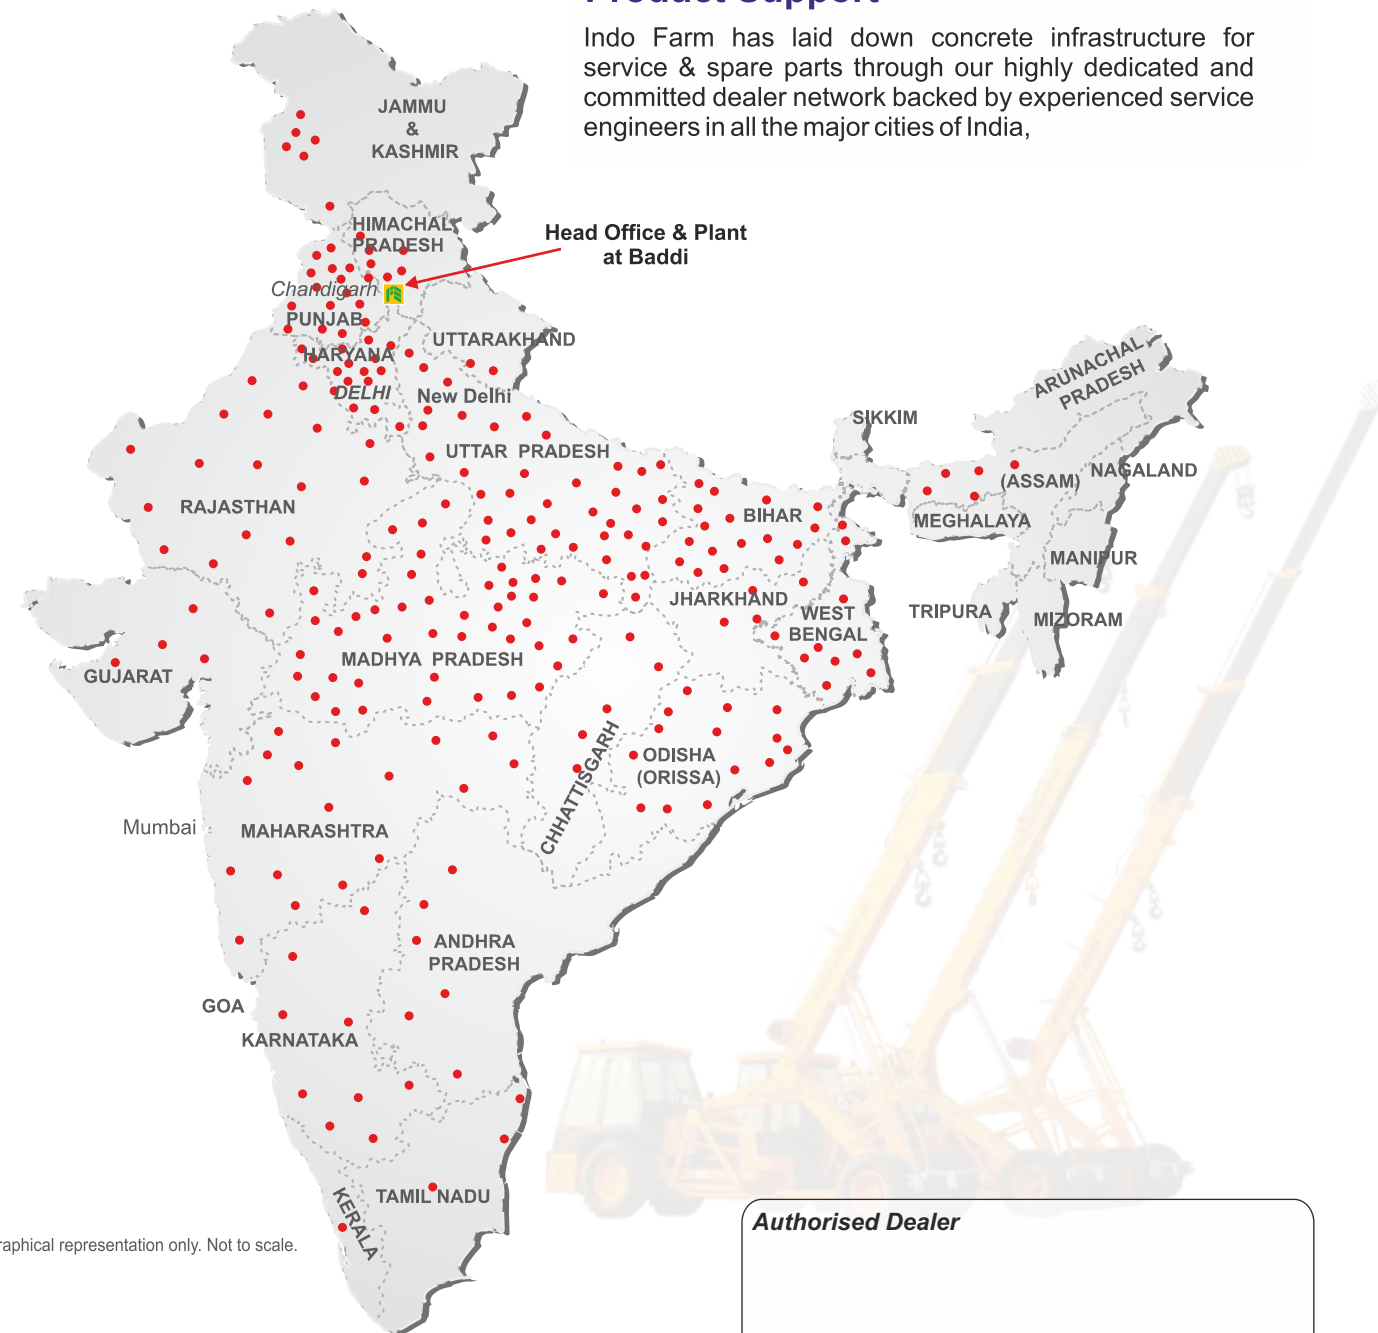 Product Support
Indo Farm has laid down concrete infrastructure for
service & spare parts through our highly dedicated and
committed dealer network backed by experienced service
engineers in all the major cities of India,
JAMMU
&
KASHMIR
HIMACHAL
PRADESH
Head Office & Plant
at Baddi
Chandigarh
PUNJAB
UTTARAKHAND
HARYANA
DELHI
New Delhi
ARUNACHAL
PRADESH
SIKKIM
UTTAR PRADESH
NAGALAND
(ASSAM)
RAJASTHAN
BIHAR
MEGHALAYA
MANIPUR
JHARKHAND
WEST
BENGAL
TRIPURA
MIZORAM
MADHYA PRADESH
GUJARAT
CHHATTISGARH
ODISHA
(ORISSA)
Mumbai
MAHARASHTRA
ANDHRA
PRADESH
GOA
KARNATAKA
TAMIL NADU
KERALA
Authorised Dealer
raphical representation only. Not to scale.